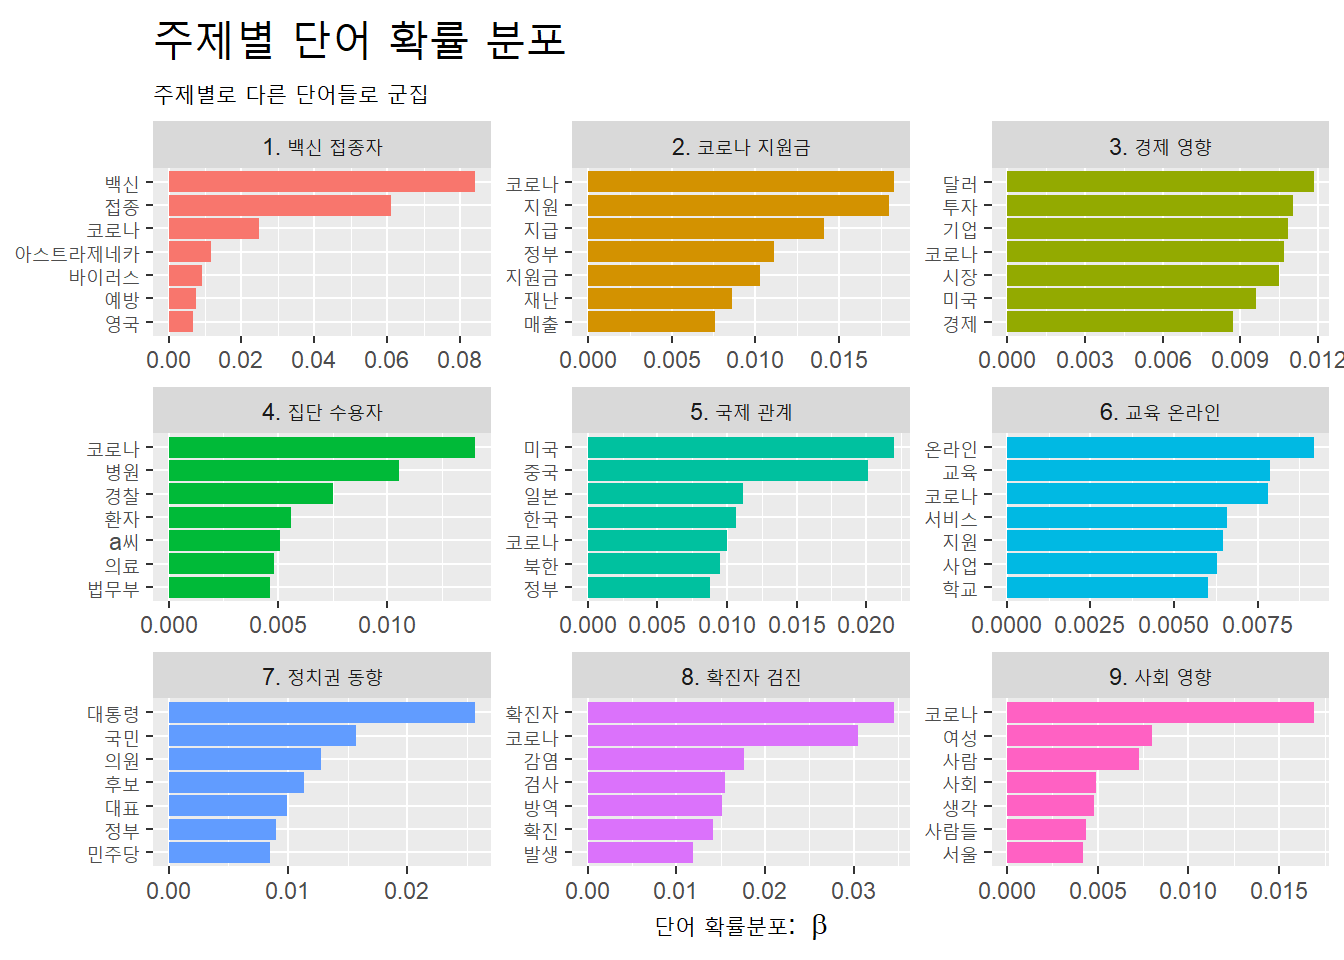 주제별 단어 확률 분포
주제별로 다른 단어들로 군집
1. 백신 접종자
백신
접종
코로나
아스트라제네카
바이러스
예방
영국
0.00 0.02 0.04 0.06 0.08
2. 코로나 지원금
코로나
지원
지급
정부
지원금
재난
매출
0.000 0.005 0.010 0.015
3. 경제 영향
달러
투자
기업
코로나
시장
미국
경제
0.000 0.003 0.006 0.009 0.012
4. 집단 수용자
코로나
병원
경찰
환자
a씨
의료
법무부
0.000 0.005 0.010
5. 국제 관계
미국
중국
일본
한국
코로나
북한
정부
0.000 0.005 0.010 0.015 0.020
6. 교육 온라인
온라인
교육
코로나
서비스
지원
사업
학교
0.0000 0.0025 0.0050 0.0075
7. 정치권 동향
대통령
국민
의원
후보
대표
정부
민주당
0.00 0.01 0.02
8. 확진자 검진
확진자
코로나
감염
검사
방역
확진
발생
0.00 0.01 0.02 0.03
9. 사회 영향
코로나
여성
사람
사회
생각
사람들
서울
0.000 0.005 0.010 0.015
단어 확률분포: β